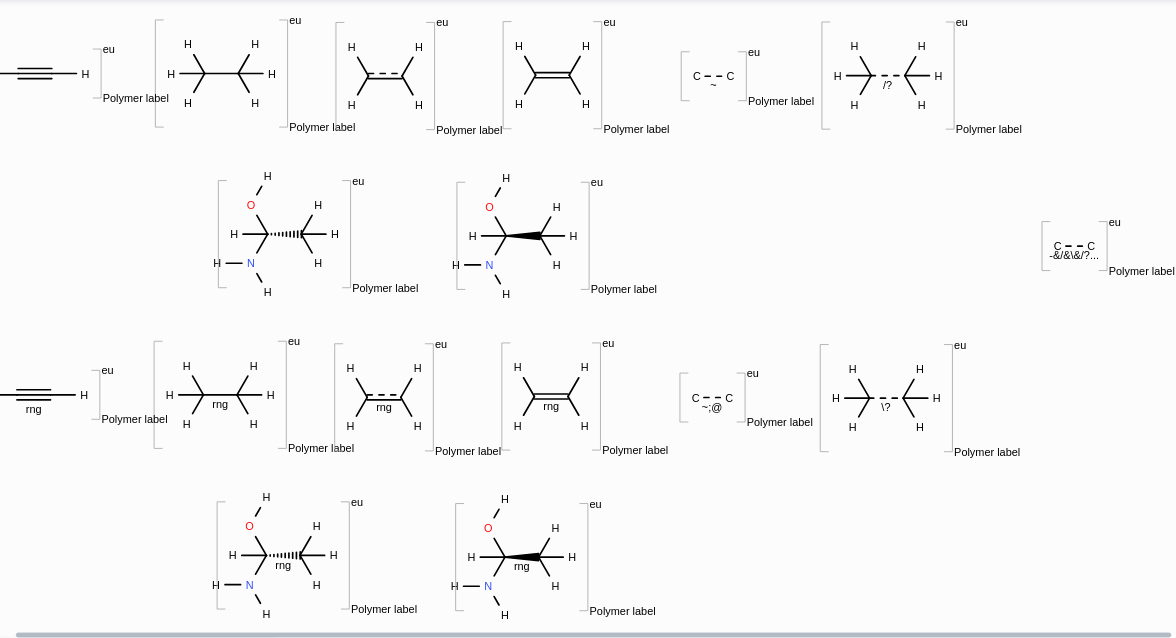 H eu
Polymer label
H H eu
H H
H H
Polymer label
H H eu
H H
Polymer label
H H eu
H H
Polymer label
eu
C C
~
Polymer label
H H eu
H H
/?
H H
Polymer label
H eu
O H
H H
H N H
H
Polymer label
H eu
O H
H H
H N H
H
Polymer label
eu
C C
-&/&\&/?...
Polymer label
eu
H
rng
Polymer label
H H eu
H H
rng
H H
Polymer label
H H eu
rng
H H
Polymer label
H H eu
rng
H H
Polymer label
eu
C C
~;@
Polymer label
H H eu
H H
\?
H H
Polymer label
H eu
O H
H H
rng
H N H
H
Polymer label
H eu
O H
H H
rng
H N H
H
Polymer label